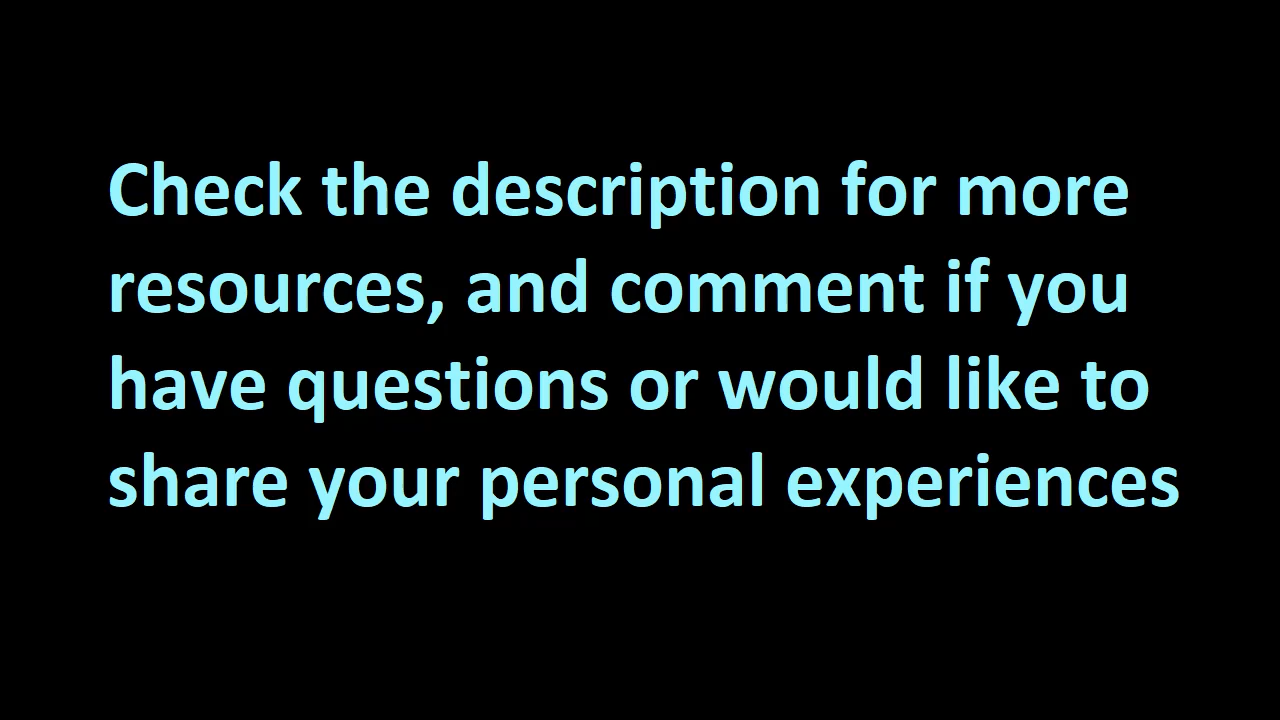 Check the description for more
resources, and comment if you
have questions or would like to
share your personal experiences